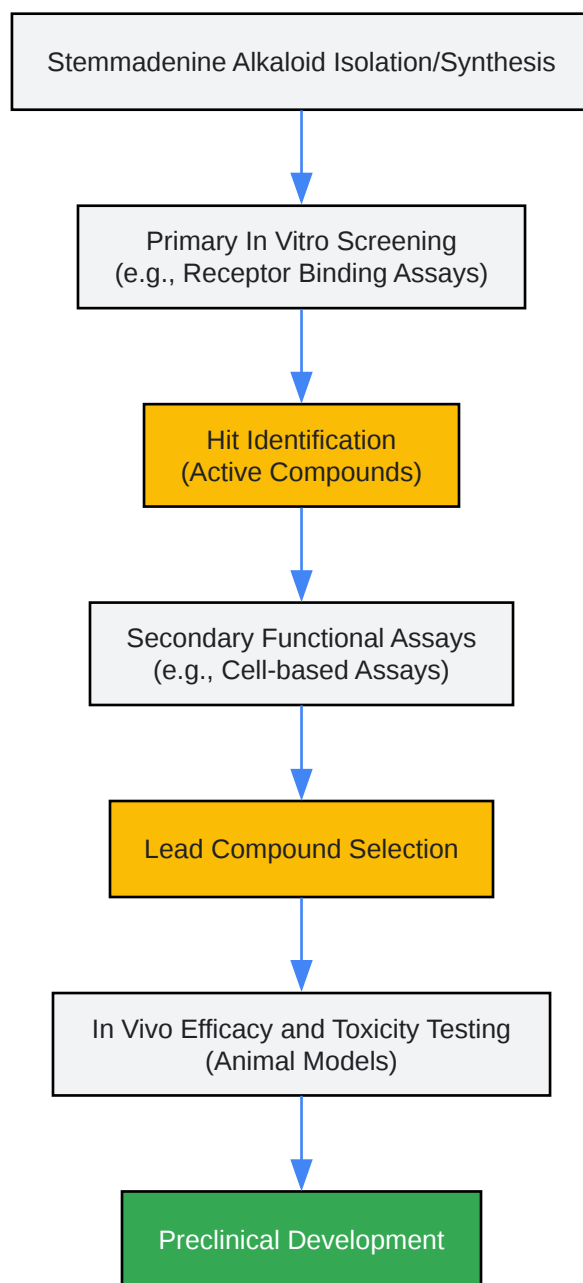 Stemmadenine Alkaloid Isolation/Synthesis
Primary In Vitro Screening
(e.g., Receptor Binding Assays)
Hit Identification
(Active Compounds)
Secondary Functional Assays
(e.g., Cell-based Assays)
Lead Compound Selection
In Vivo Efficacy and Toxicity Testing
(Animal Models)
Preclinical Development